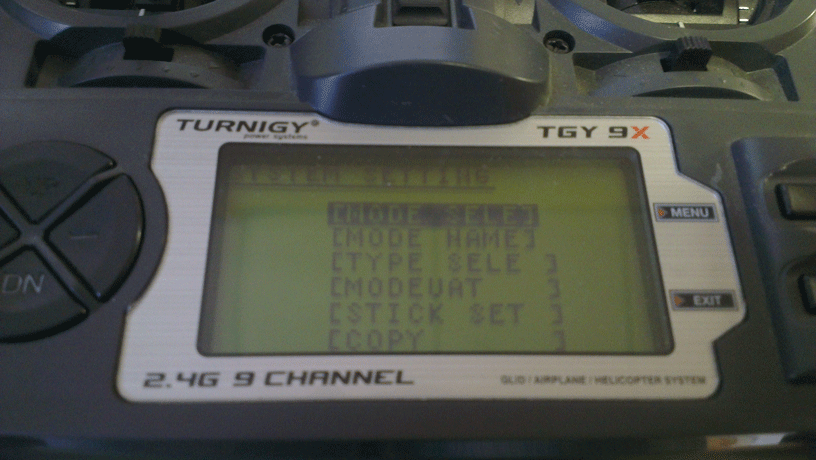 TURNIGY®
power systems
TGY 9X
SYSTEM SETTING
[MODE SELE]
[MODE NAME]
[TYPE SELE ]
[MODEUAT ]
[STICK SET ]
[COPY ]
MENU
EXIT
DN
2.4G 9 CHANNEL
GLID / AIRPLANE / HELICOPTER SYSTEM